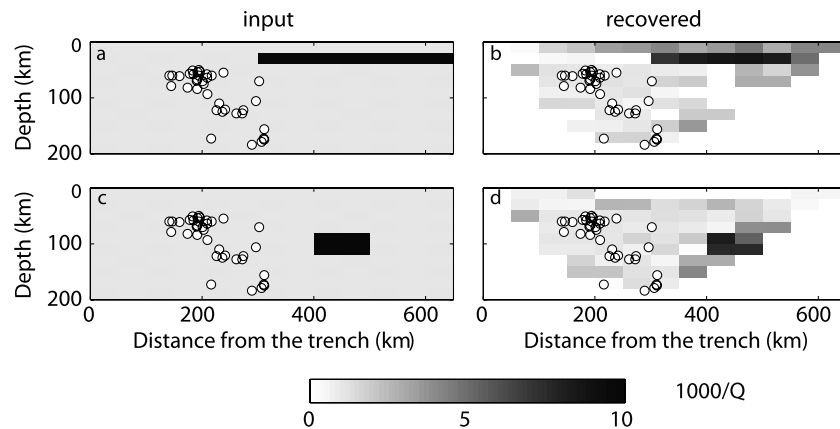 input
recovered
0
100
200
Depth (km)
a
b
0
100
200
Depth (km)
c
d
0
200
400
600
0
200
400
600
Distance from the trench (km)
Distance from the trench (km)
1000/Q
0
5
10